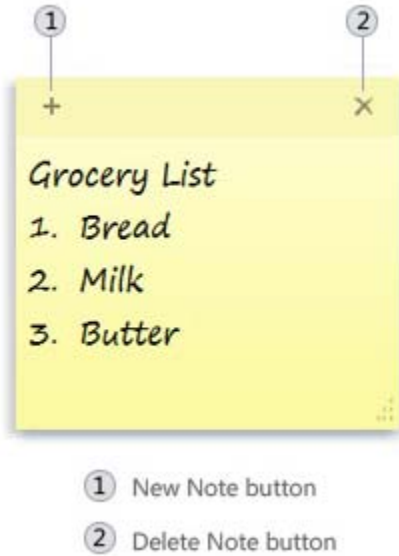 1 2
+ ×
Grocery List
1. Bread
2. Milk
3. Butter
1 New Note button
2 Delete Note button